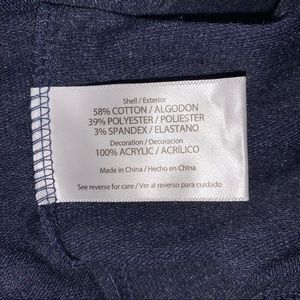 Shell / Exterior
58% COTTON / ALGODON
39% POLYESTER / POLIESTER
3% SPANDEX / ELASTANO
Decoration / Decoracion
100% ACRYLIC / ACRÍLICO
Made in China / Hecho en China
See reverse for care / Ver al reverso para cuidado